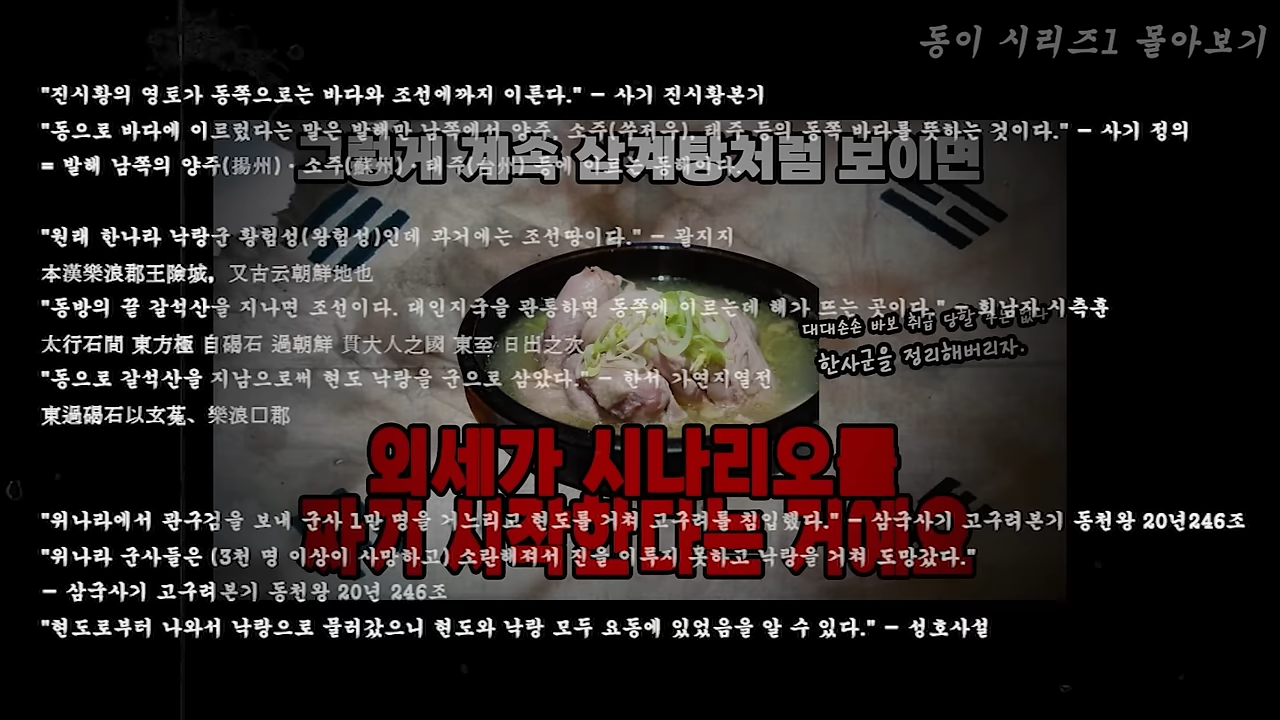 동이 시리즈1 몰아보기
"진시황의 영토가 동쪽으로는 바다와 조선에까지 이른다." - 사기 진시황본기
"동으로 바다에 이르렀다는 말은 발해만 남쪽에서 양주, 소주(쑤저우), 태주 등의 동쪽 바다를 뜻하는 것이다." - 사기 정의
= 발해 남쪽의 양주(揚州)·소주(蘇州), 태주(台州) 등에 이르는 동해이다.
그렇게 계속 삼계탕처럼 보이면
"원래 한나라 낙랑군 황험성(왕험성)인데 과거에는 조선땅이다." - 괄지지
本漢樂浪郡王險城, 又古云朝鮮地也
"동방의 끝 갈석산을 지나면 조선이다. 대인지국을 관통하면 동쪽에 이르는데 해가 뜨는 곳이다." - 회남자 시측훈
대대손손 바보 취급 당할 없다
太行石間 東方極 自碣石 過朝鮮 貫大人之國 東至 日出之次
한사군을 정리해버리자.
"동으로 갈석산을 지남으로써 현도 낙랑을 군으로 삼았다." - 한서 가연지열전
東過碣石以玄菟、樂浪□郡
외세가 시나리오를
짜기 시작한다는 거예요
"위나라에서 관구검을 보내 군사 1만 명을 거느리고 현도를 거쳐 고구려를 침입했다." - 삼국사기 고구려본기 동천왕 20년246조
"위나라 군사들은 (3천 명 이상이 사망하고) 소란해져서 진을 이루지 못하고 낙랑을 거쳐 도망갔다."
- 삼국사기 고구려본기 동천왕 20년 246조
"현도로부터 나와서 낙랑으로 물러갔으니 현도와 낙랑 모두 요동에 있었음을 알 수 있다." - 성호사설